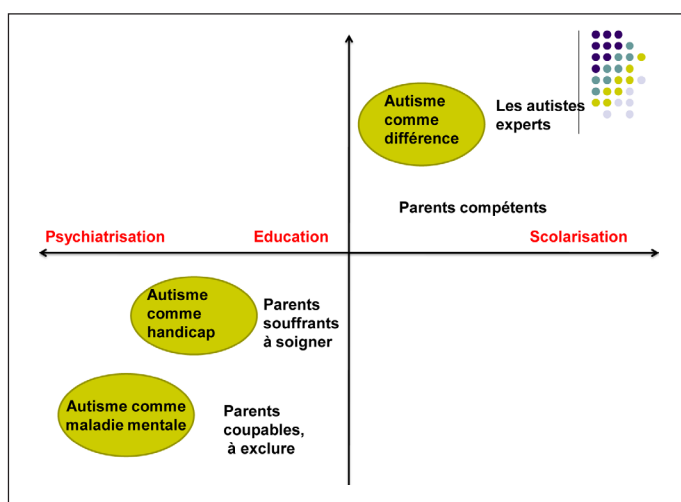 Autisme
comme
différence
Les autistes
experts
Parents compétents
Psychiatrisation
Education
Scolarisation
Autisme
comme
handicap
Parents
souffrants
à soigner
Autisme comme
maladie mentale
Parents
coupables,
à exclure